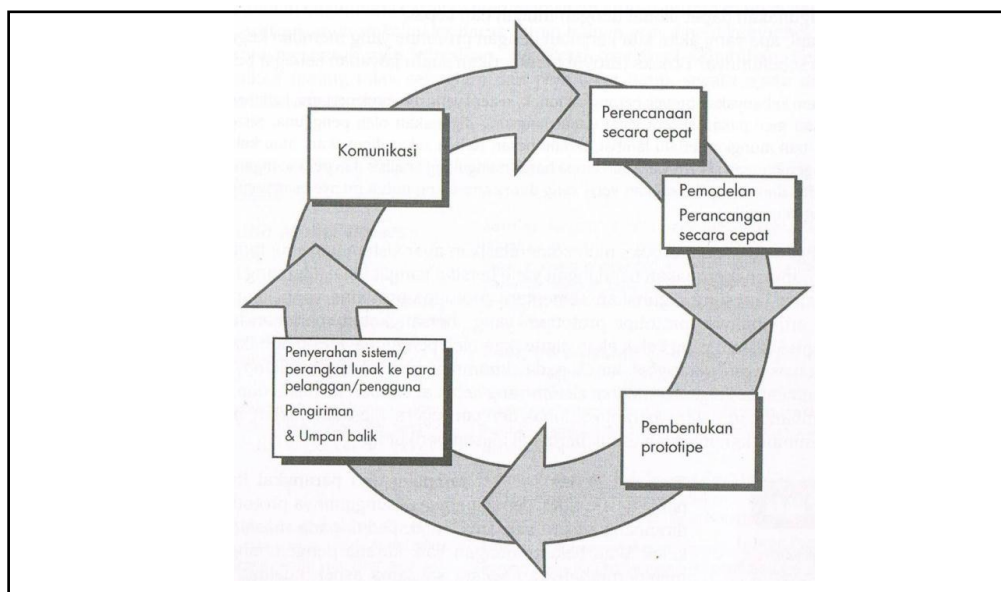 Komunikasi
Perencanaan
secara cepat
Pemodelan
Perancangan
secara cepat
Pembentukan
prototipe
Penyerahan sistem/
perangkat lunak ke para
pelanggan/pengguna
Pengiriman
& Umpan balik